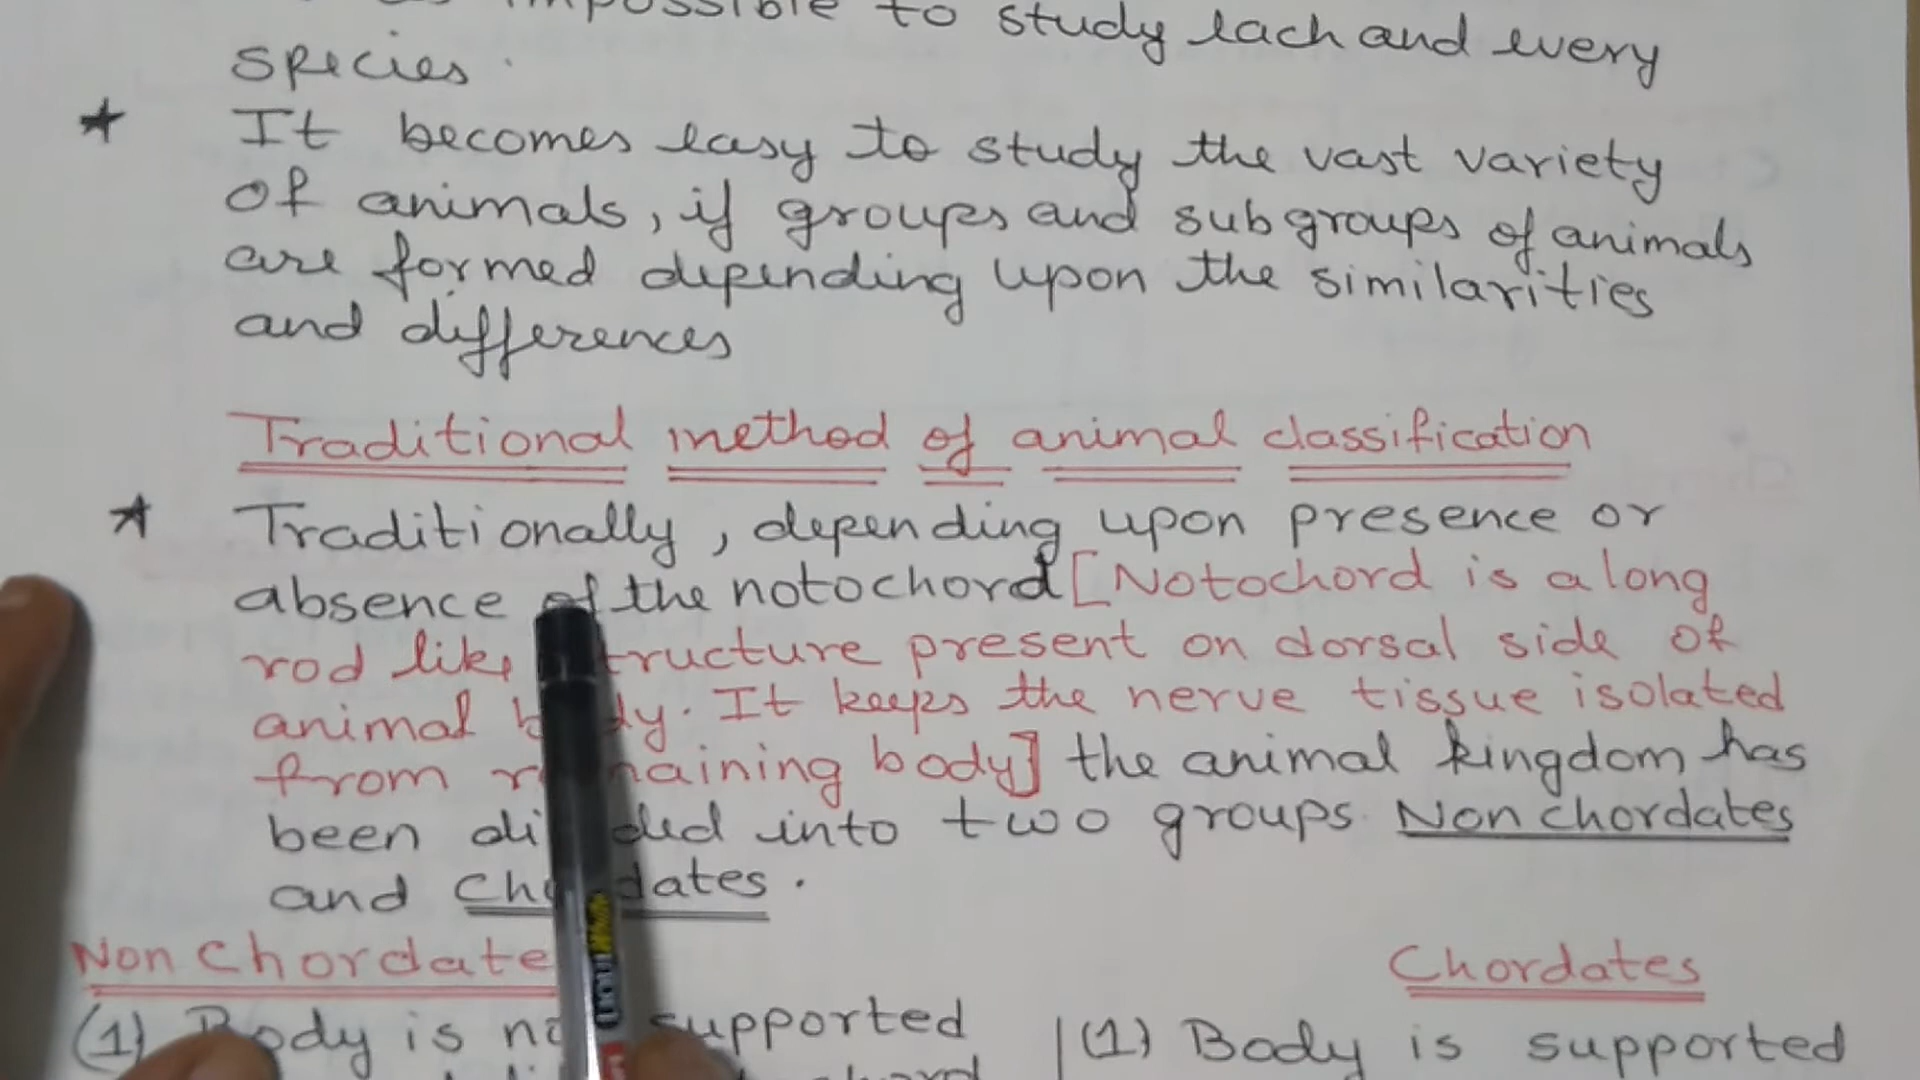 impossible to study each and every
species.
★ It becomes easy to study the vast variety
of animals, if groups and subgroups of animals
are formed depending upon the similarities
and differences
Traditional method of animal classification
★ Traditionally, depending upon presence or
absence of the notochord [Notochord is a long
rod like structure present on dorsal side of
animal body. It keeps the nerve tissue isolated
from remaining body] the animal kingdom has
been divided into two groups Non chordates
and Chordates.
Non Chordate Chordates
(1) Body is not supported | (1) Body is supported